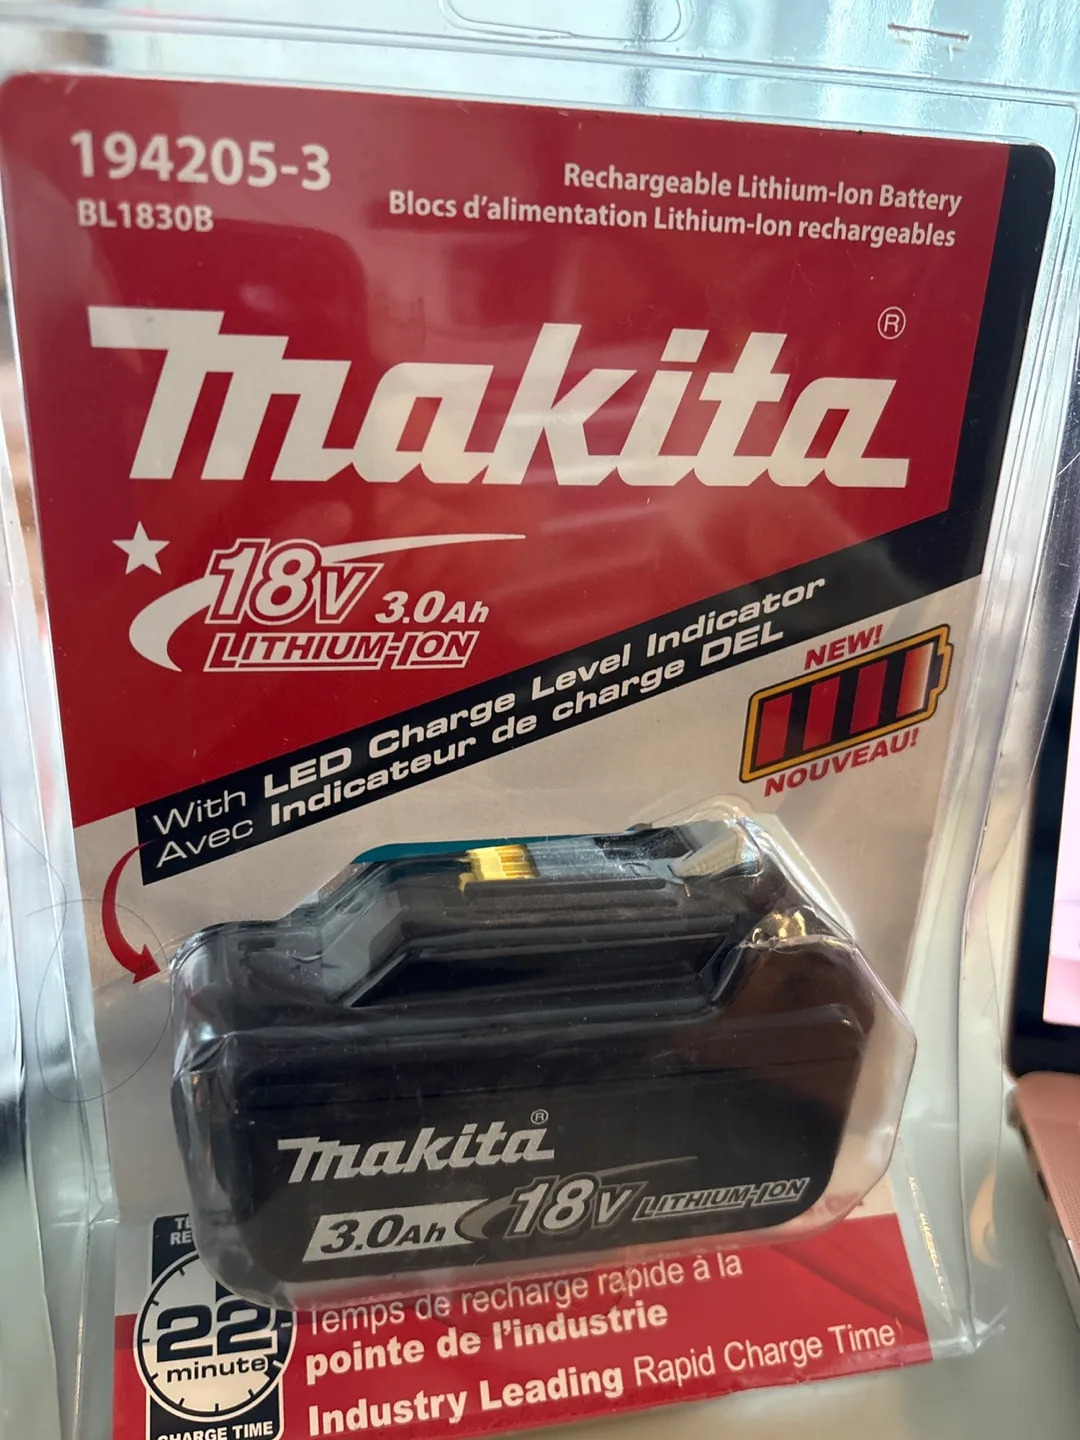 194205-3
BL1830B
Rechargeable Lithium-Ion Battery
Blocs d'alimentation Lithium-Ion rechargeables
makita®
18V 3.0Ah
LITHIUM-ION
With LED Charge Level Indicator
Avec Indicateur de charge DEL
NEW!
NOUVEAU!
makita®
3.0Ah 18V LITHIUM-ION
22
minute
CHARGE TIME
Temps de recharge rapide à la
pointe de l'industrie
Industry Leading Rapid Charge Time